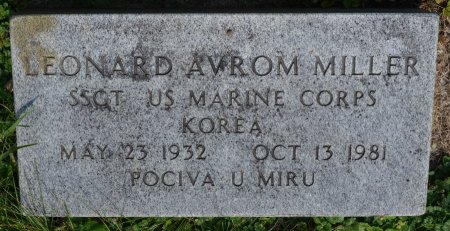 LEONARD AVROM MILLER
SSGT US MARINE CORPS
KOREA
MAY 23 1932 OCT 13 1981
POCIVA U MIRU